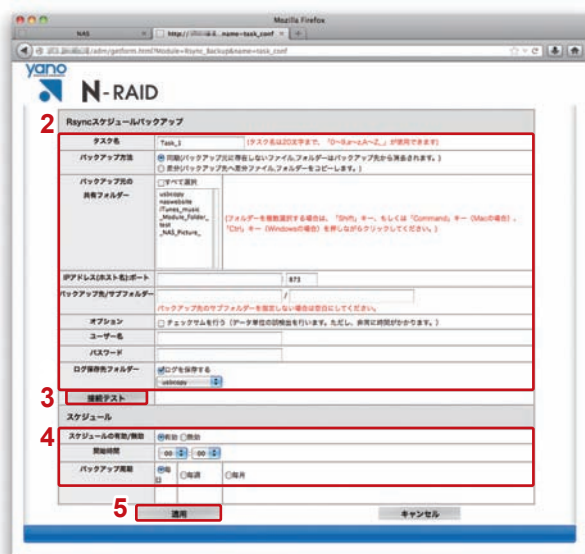 Mozilla Firefox
NAS
http://
name=task_conf
/adm/getform.html?Module=Rsync_Backup&name=task_conf
yano
N-RAID
2
Rsyncスケジュールバックアップ
タスク名
Task_1
(タスク名は20文字まで、「0~9,a~z,A~Z,_」が使用できます)
バックアップ方法
同期(バックアップ元に存在しないファイル,フォルダーはバックアップ先から消去されます。)
差分(バックアップ先へ差分ファイル,フォルダーをコピーします。)
バックアップ元の
共有フォルダー
すべて選択
usbcopy
naswebsite
iTunes_music
_Module_Folder_
test
_NAS_Picture_
(フォルダーを複数選択する場合は、「Shift」キー、もしくは「Command」キー(Macの場合)、
「Ctrl」キー(Windowsの場合)を押しながらクリックしてください。)
IPアドレス(ホスト名):ポート
: 873
バックアップ先/サブフォルダー
/
バックアップ先のサブフォルダーを指定しない場合は空白にしてください。
オプション
チェックサムを行う(データ単位の誤検出を行います。ただし、非常に時間がかかります。)
ユーザー名
パスワード
ログ保存先フォルダー
ログを保存する
usbcopy
3
接続テスト
スケジュール
4
スケジュールの有効/無効
有効 無効
開始時間
00 : 00
バックアップ周期
毎日
毎週
毎月
5
適用
キャンセル